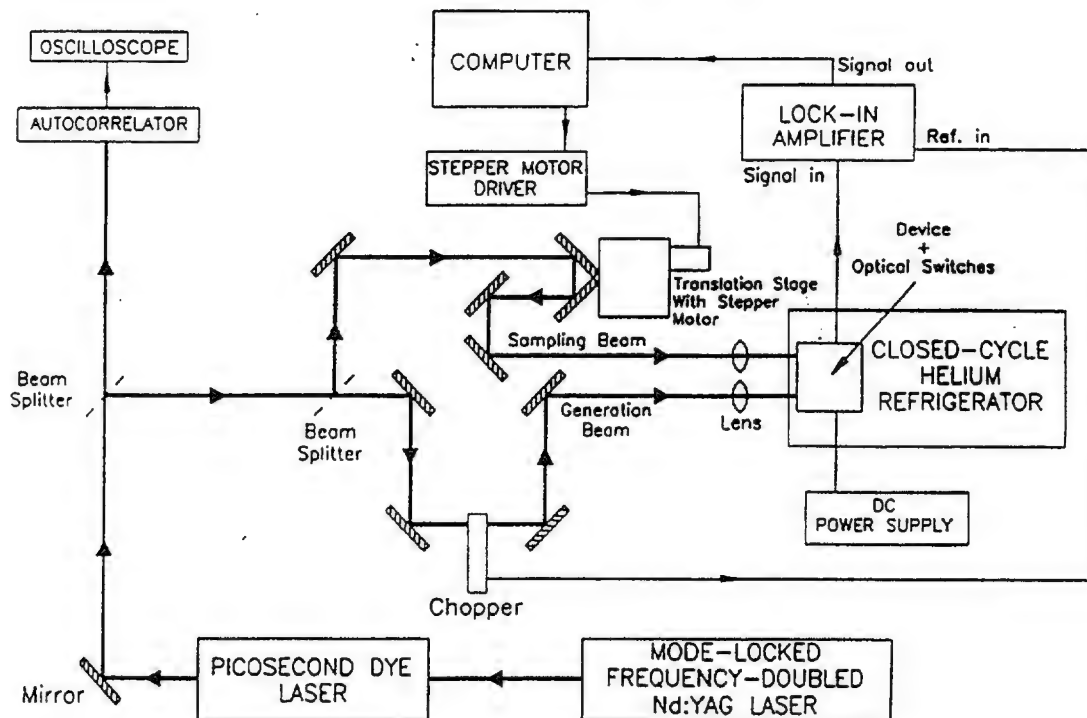 OSCILLOSCOPE
AUTOCORRELATOR
COMPUTER
Signal out
LOCK-IN
AMPLIFIER
Ref. in
Signal in
STEPPER MOTOR
DRIVER
Device
+
Optical Switches
Translation Stage
With Stepper
Motor
Sampling Beam
CLOSED-CYCLE
HELIUM
REFRIGERATOR
Beam
Splitter
Beam
Splitter
Generation
Beam
Lens
DC
POWER SUPPLY
Chopper
Mirror
PICOSECOND DYE
LASER
MODE-LOCKED
FREQUENCY-DOUBLED
Nd:YAG LASER